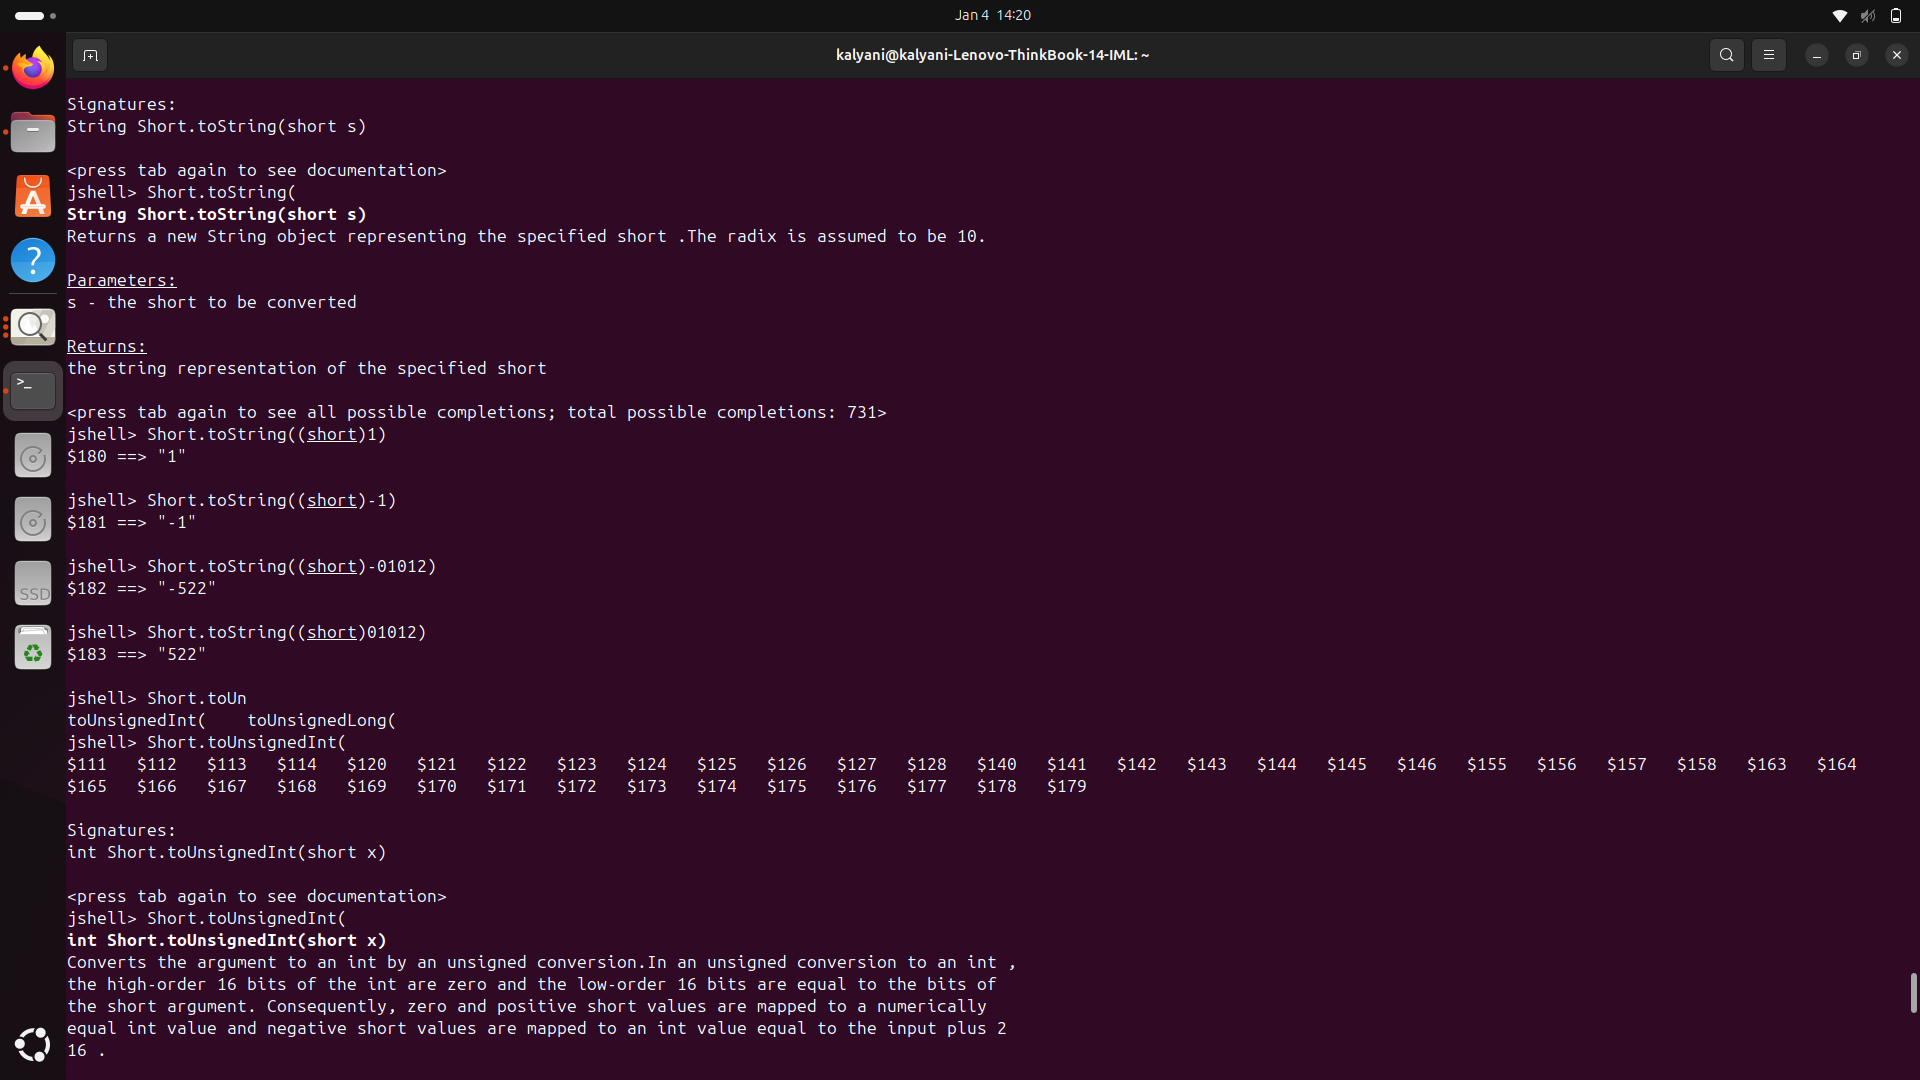 Jan 4 14:20
kalyani@kalyani-Lenovo-ThinkBook-14-IML: ~
Signatures:
String Short.toString(short s)
<press tab again to see documentation>
jshell> Short.toString(
String Short.toString(short s)
Returns a new String object representing the specified short .The radix is assumed to be 10.
Parameters:
s - the short to be converted
Returns:
the string representation of the specified short
<press tab again to see all possible completions; total possible completions: 731>
jshell> Short.toString((short)1)
$180 ==> "1"
jshell> Short.toString((short)-1)
$181 ==> "-1"
jshell> Short.toString((short)-01012)
$182 ==> "-522"
jshell> Short.toString((short)01012)
$183 ==> "522"
jshell> Short.toUn
toUnsignedInt(    toUnsignedLong(
jshell> Short.toUnsignedInt(
$111   $112   $113   $114   $120   $121   $122   $123   $124   $125   $126   $127   $128   $140   $141   $142   $143   $144   $145   $146   $155   $156   $157   $158   $163   $164
$165   $166   $167   $168   $169   $170   $171   $172   $173   $174   $175   $176   $177   $178   $179
Signatures:
int Short.toUnsignedInt(short x)
<press tab again to see documentation>
jshell> Short.toUnsignedInt(
int Short.toUnsignedInt(short x)
Converts the argument to an int by an unsigned conversion.In an unsigned conversion to an int ,
the high-order 16 bits of the int are zero and the low-order 16 bits are equal to the bits of
the short argument. Consequently, zero and positive short values are mapped to a numerically
equal int value and negative short values are mapped to an int value equal to the input plus 2
16 .
SSD